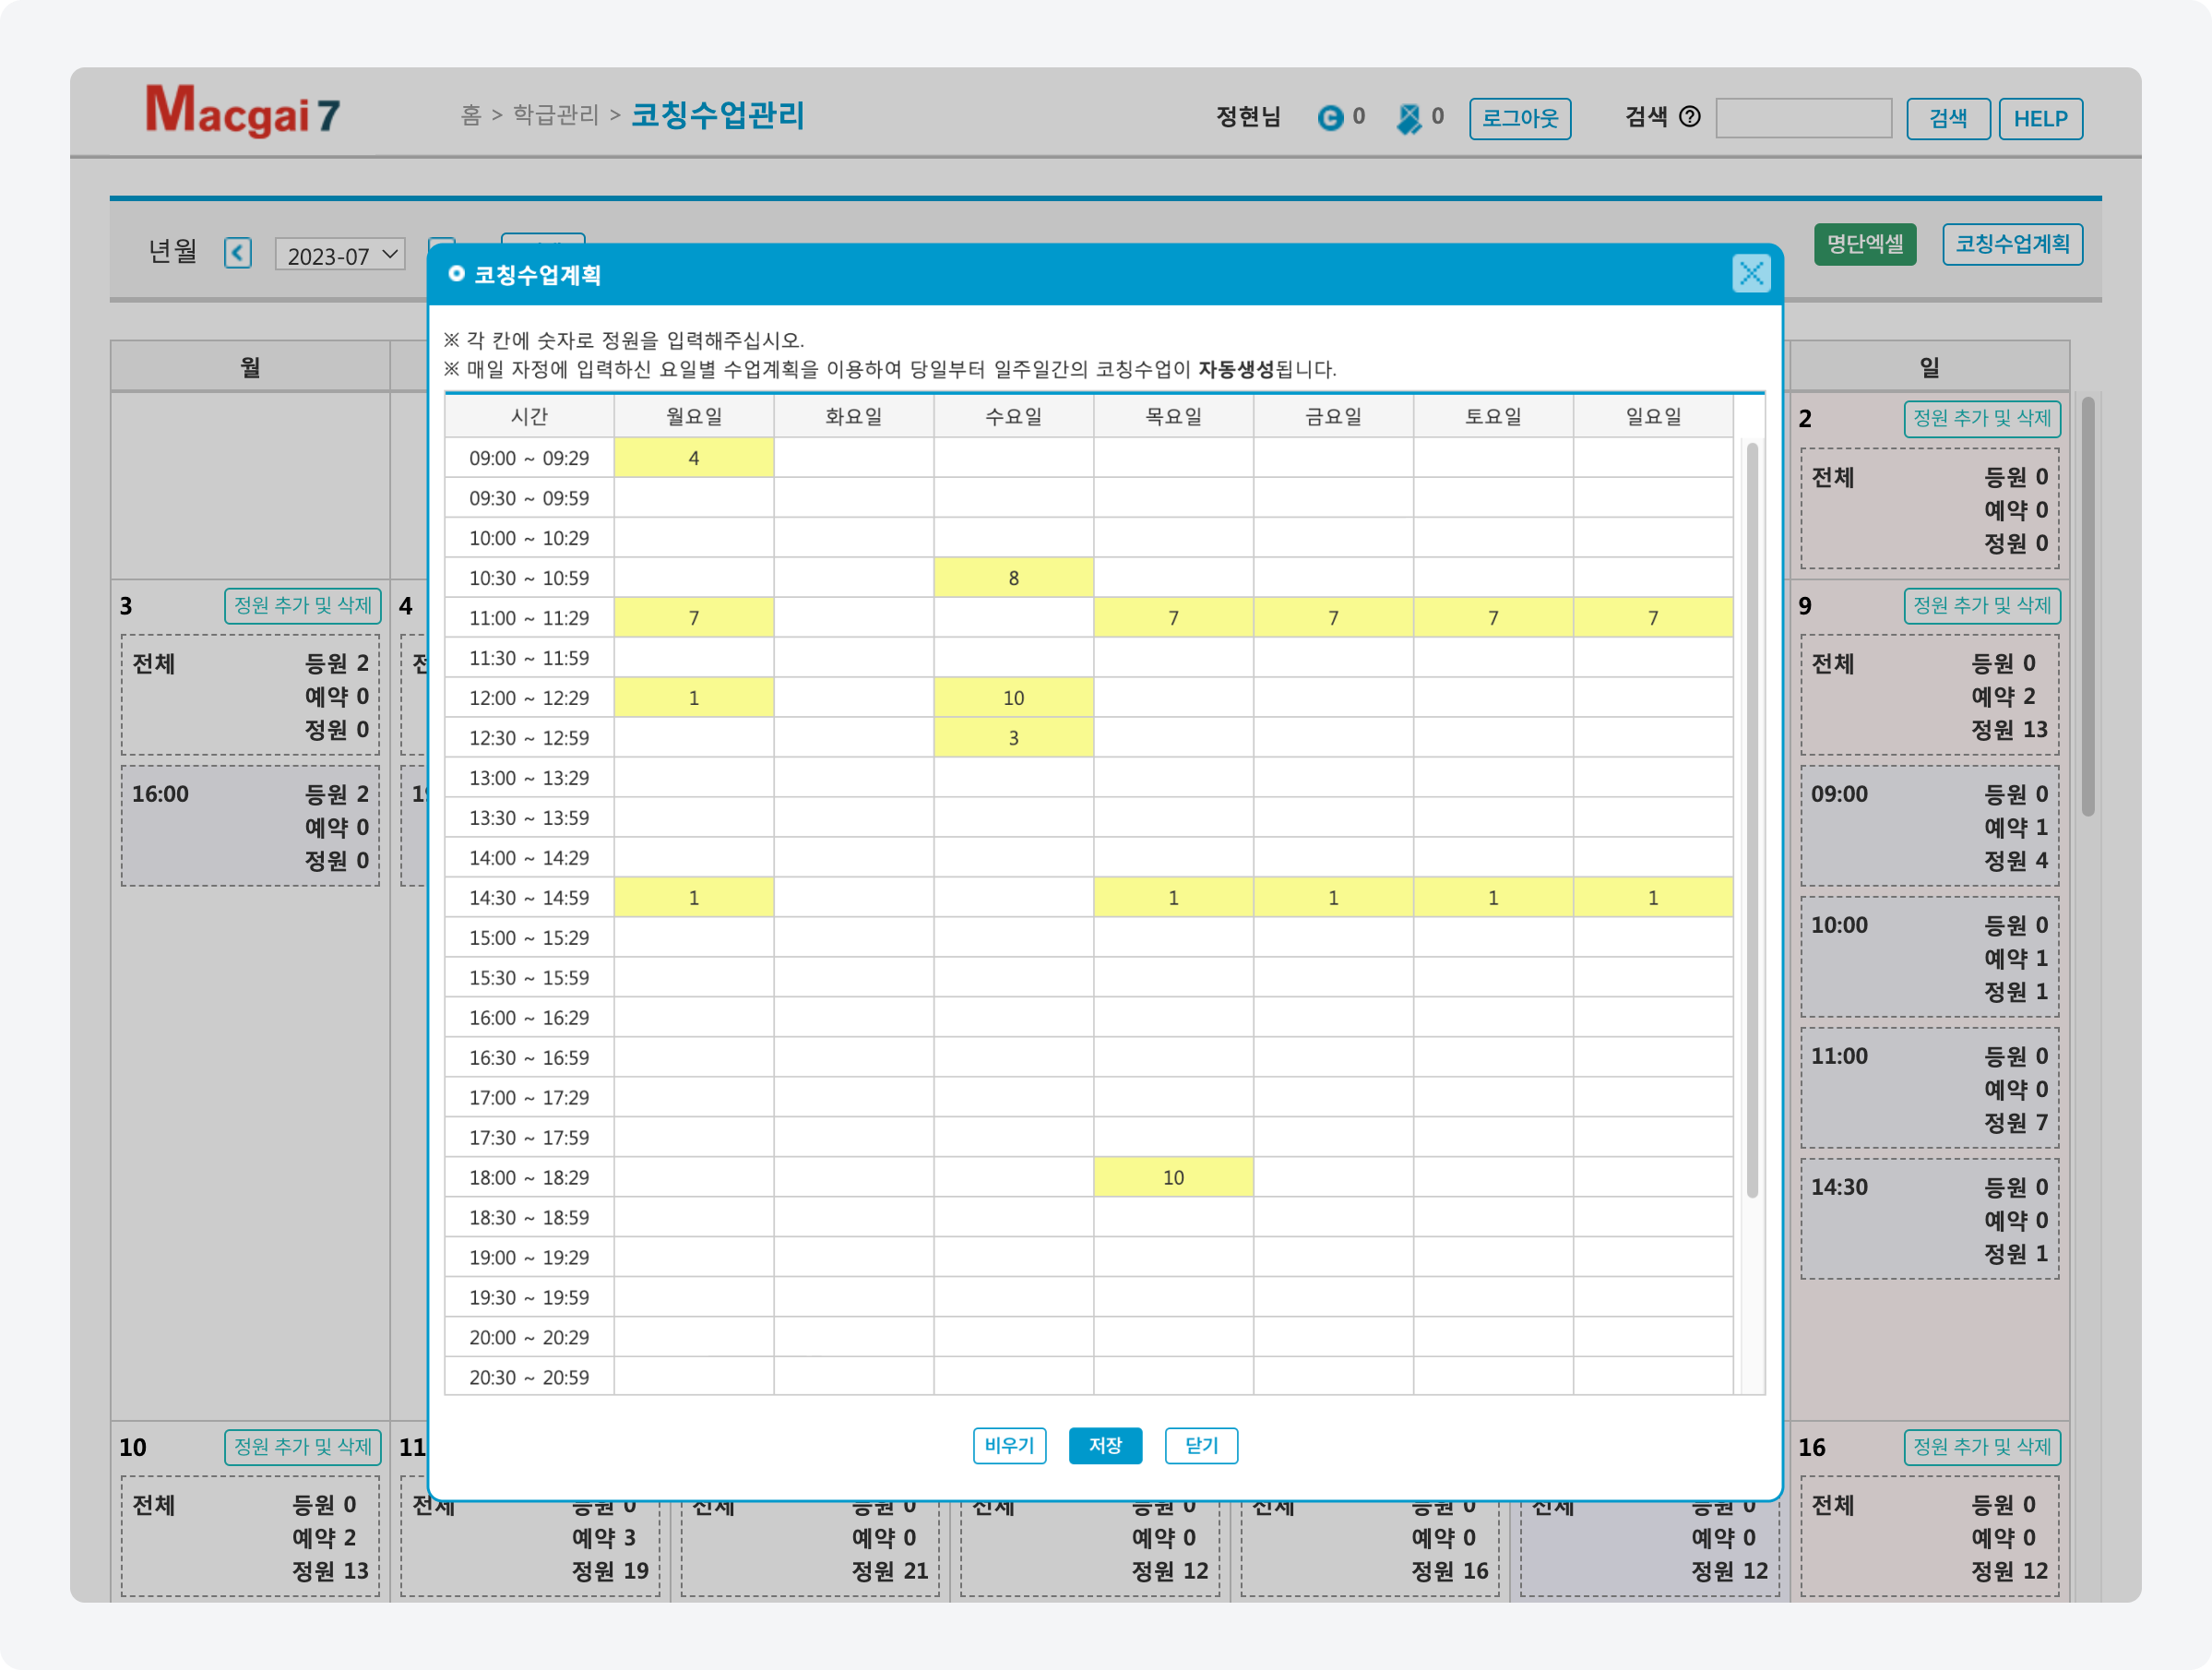 Macgai 7
홈 > 학급관리 > 코칭수업관리
정현님 C 0 0 로그아웃 검색 ? 검색 HELP
년월 2023-07 명단엑셀 코칭수업계획
코칭수업계획
※ 각 칸에 숫자로 정원을 입력해주십시오.
※ 매일 자정에 입력하신 요일별 수업계획을 이용하여 당일부터 일주일간의 코칭수업이 자동생성됩니다.
시간 월요일 화요일 수요일 목요일 금요일 토요일 일요일
09:00 ~ 09:29 4
09:30 ~ 09:59
10:00 ~ 10:29
10:30 ~ 10:59 8
11:00 ~ 11:29 7 7 7 7 7
11:30 ~ 11:59
12:00 ~ 12:29 1 10
12:30 ~ 12:59 3
13:00 ~ 13:29
13:30 ~ 13:59
14:00 ~ 14:29
14:30 ~ 14:59 1 1 1 1 1
15:00 ~ 15:29
15:30 ~ 15:59
16:00 ~ 16:29
16:30 ~ 16:59
17:00 ~ 17:29
17:30 ~ 17:59
18:00 ~ 18:29 10
18:30 ~ 18:59
19:00 ~ 19:29
19:30 ~ 19:59
20:00 ~ 20:29
20:30 ~ 20:59
비우기 저장 닫기
월 일
2 정원 추가 및 삭제
전체 등원 0
예약 0
정원 0
3 정원 추가 및 삭제 4
전체 등원 2
예약 0
정원 0
16:00 등원 2
예약 0
정원 0
9 정원 추가 및 삭제
전체 등원 0
예약 2
정원 13
09:00 등원 0
예약 1
정원 4
10:00 등원 0
예약 1
정원 1
11:00 등원 0
예약 0
정원 7
14:30 등원 0
예약 0
정원 1
10 정원 추가 및 삭제 11 16 정원 추가 및 삭제
전체 등원 0 전체 등원 0 전체 등원 0 전체 등원 0 전체 등원 0 전체 등원 0 전체 등원 0
예약 2 예약 3 예약 0 예약 0 예약 0 예약 0 예약 0
정원 13 정원 19 정원 21 정원 12 정원 16 정원 12 정원 12